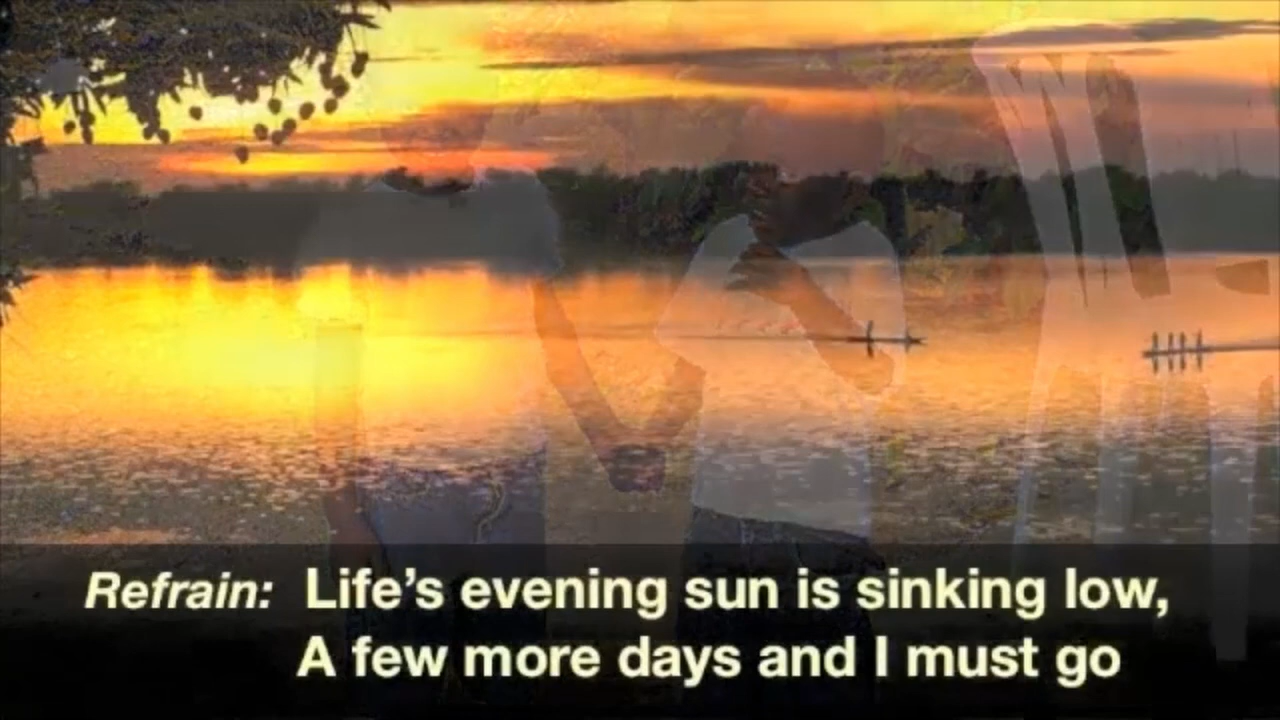 Refrain: Life’s evening sun is sinking low,
A few more days and I must go